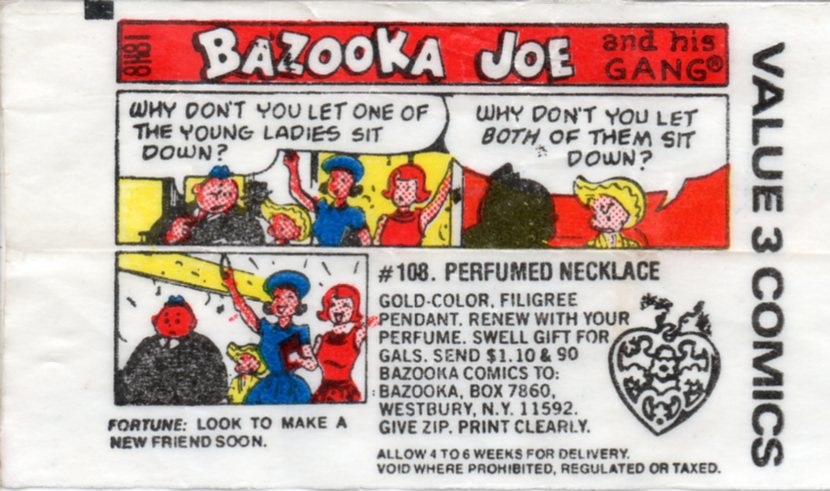 18H81
BAZOOKA JOE and his
GANG®
WHY DON'T YOU LET ONE OF
THE YOUNG LADIES SIT
DOWN?
WHY DON'T YOU LET
BOTH OF THEM SIT
DOWN?
#108. PERFUMED NECKLACE
GOLD-COLOR, FILIGREE
PENDANT. RENEW WITH YOUR
PERFUME. SWELL GIFT FOR
GALS. SEND $1.10 & 90
BAZOOKA COMICS TO:
BAZOOKA, BOX 7860,
WESTBURY, N.Y. 11592.
GIVE ZIP. PRINT CLEARLY.
ALLOW 4 TO 6 WEEKS FOR DELIVERY.
VOID WHERE PROHIBITED, REGULATED OR TAXED.
FORTUNE: LOOK TO MAKE A
NEW FRIEND SOON.
VALUE 3 COMICS